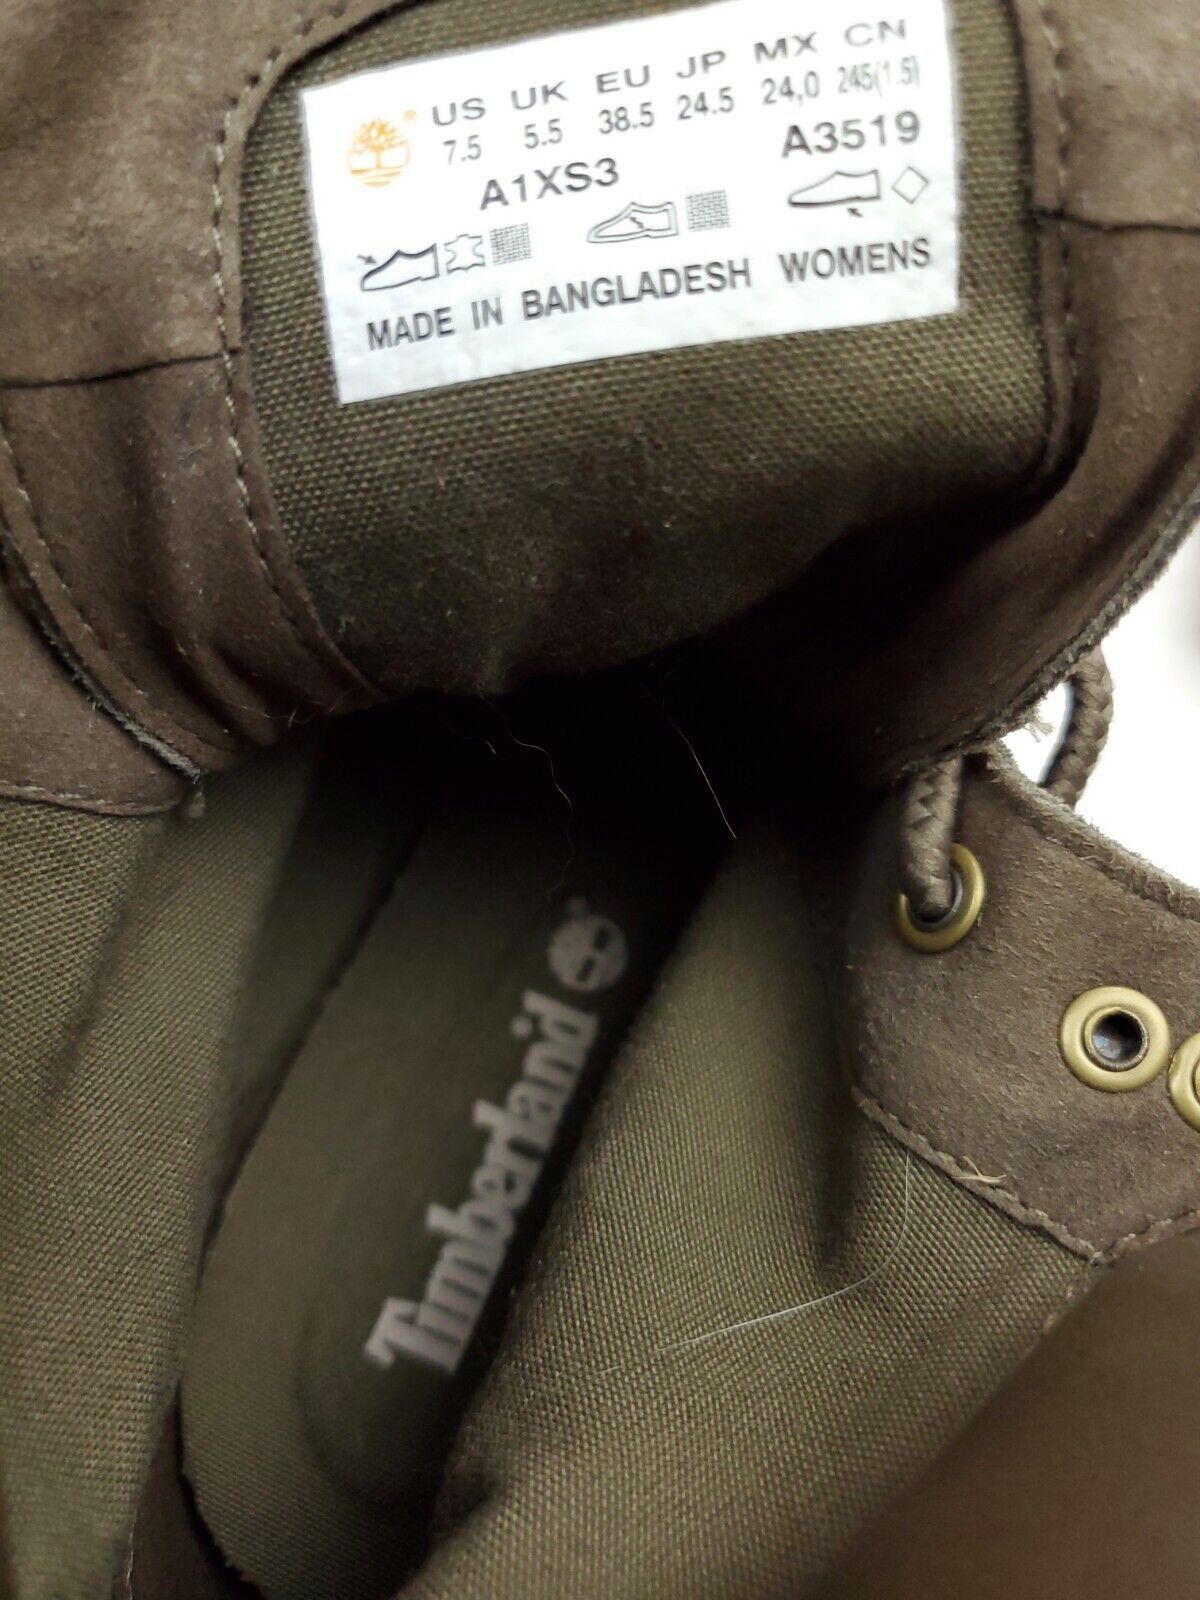 US UK EU JP MX CN
7.5 5.5 38.5 24.5 24,0 245(1.5)
A1XS3 A3519
MADE IN BANGLADESH WOMENS
Timberland